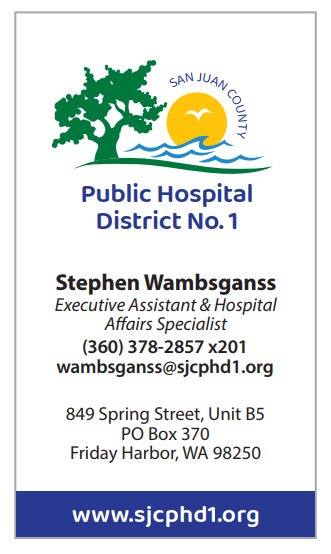 SAN JUAN COUNTY
Public Hospital
District No. 1
Stephen Wambsganss
Executive Assistant & Hospital
Affairs Specialist
(360) 378-2857 x201
wambsganss@sjcphd1.org
849 Spring Street, Unit B5
PO Box 370
Friday Harbor, WA 98250
www.sjcphd1.org